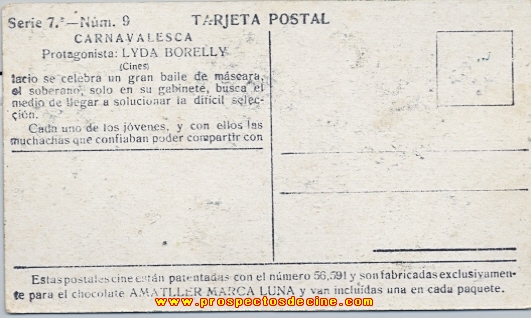 Serie 7.ª—Núm. 9
TARJETA POSTAL
CARNAVALESCA
Protagonista: LYDA BORELLY
(Cines)
lacio se celebra un gran baile de máscara,
el soberano, solo en su gabinete, busca el
medio de llegar a solucionar la difícil selec-
ción.
Cada uno de los jóvenes, y con ellos las
muchachas que confiaban poder compartir con
Estas postales cine están patentadas con el número 56,591 y son fabricadas exclusivamen-
te para el chocolate AMATLLER MARCA LUNA y van incluidas una en cada paquete.
www.prospectosdecine.com